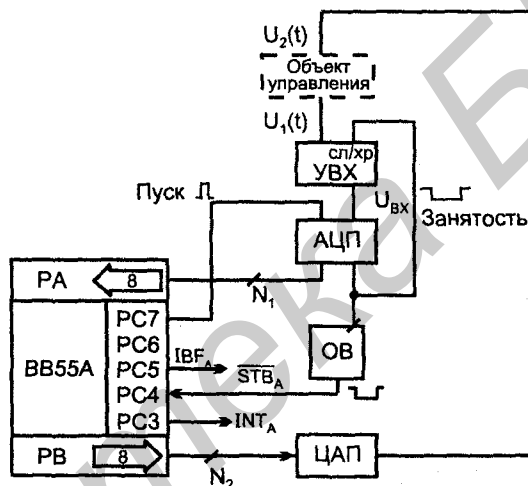 U₂(t)
Объект
управления
U₁(t)
сл/хр
УВХ
Пуск
U_ВХ
Занятость
АЦП
PA
8
N₁
PC7
PC6
BB55A
PC5
IBF_A
STB_A
PC4
PC3
INT_A
ОВ
PB
8
N₂
ЦАП